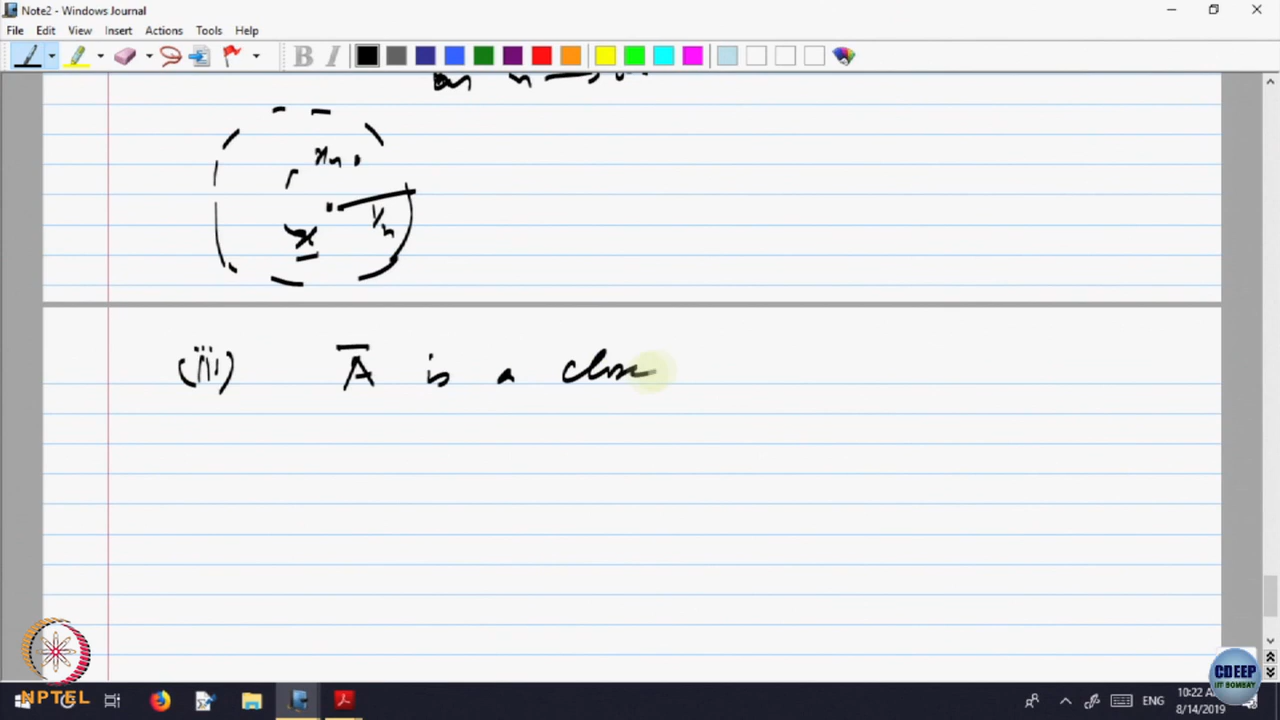 Note2 - Windows Journal
File Edit View Insert Actions Tools Help
B I
n
xn
1/n
x
(iii) A̅ is a close
NPTEL
CDEEP
IIT BOMBAY
ENG
10:22
8/14/2019